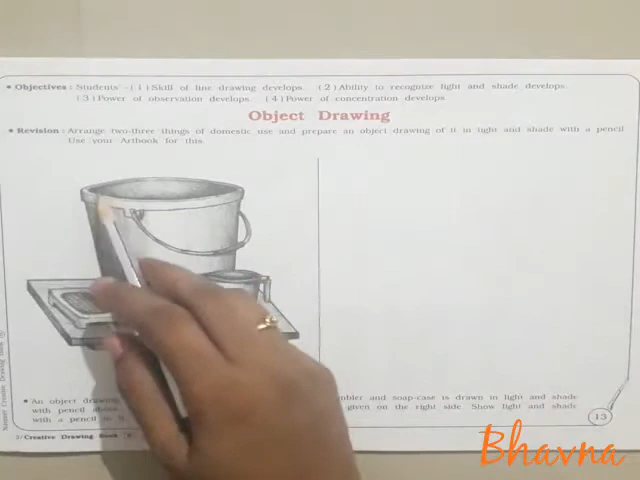 • Objectives : Students' - (1) Skill of line drawing develops. (2) Ability to recognize light and shade develops.
(3) Power of observation develops. (4) Power of concentration develops
Object Drawing
• Revision : Arrange two-three things of domestic use and prepare an object drawing of it in light and shade with a pencil
Use your Artbook for this.
• An object drawing
and soap-case is drawn in light and shade
with pencil
given on the right side Show light and shade
with a pencil
13
Creative Drawing Book
Bhavna